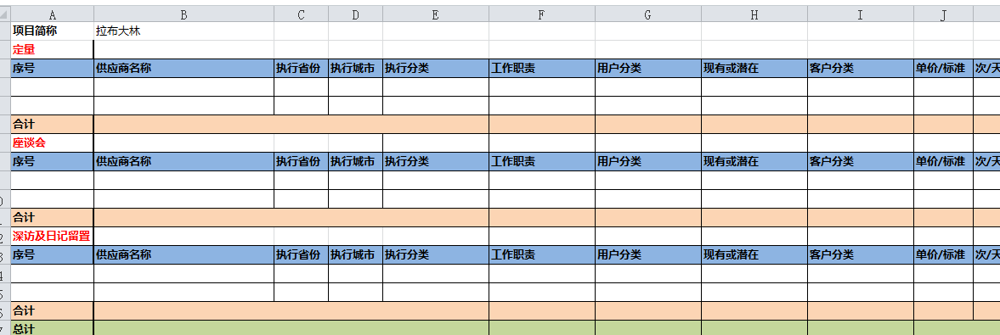 A B C D E F G H I J
项目简称 拉布大林
定量
序号 供应商名称 执行省份 执行城市 执行分类 工作职责 用户分类 现有或潜在 客户分类 单价/标准 次/天
合计
座谈会
序号 供应商名称 执行省份 执行城市 执行分类 工作职责 用户分类 现有或潜在 客户分类 单价/标准 次/天
合计
深访及日记留置
序号 供应商名称 执行省份 执行城市 执行分类 工作职责 用户分类 现有或潜在 客户分类 单价/标准 次/天
合计
总计